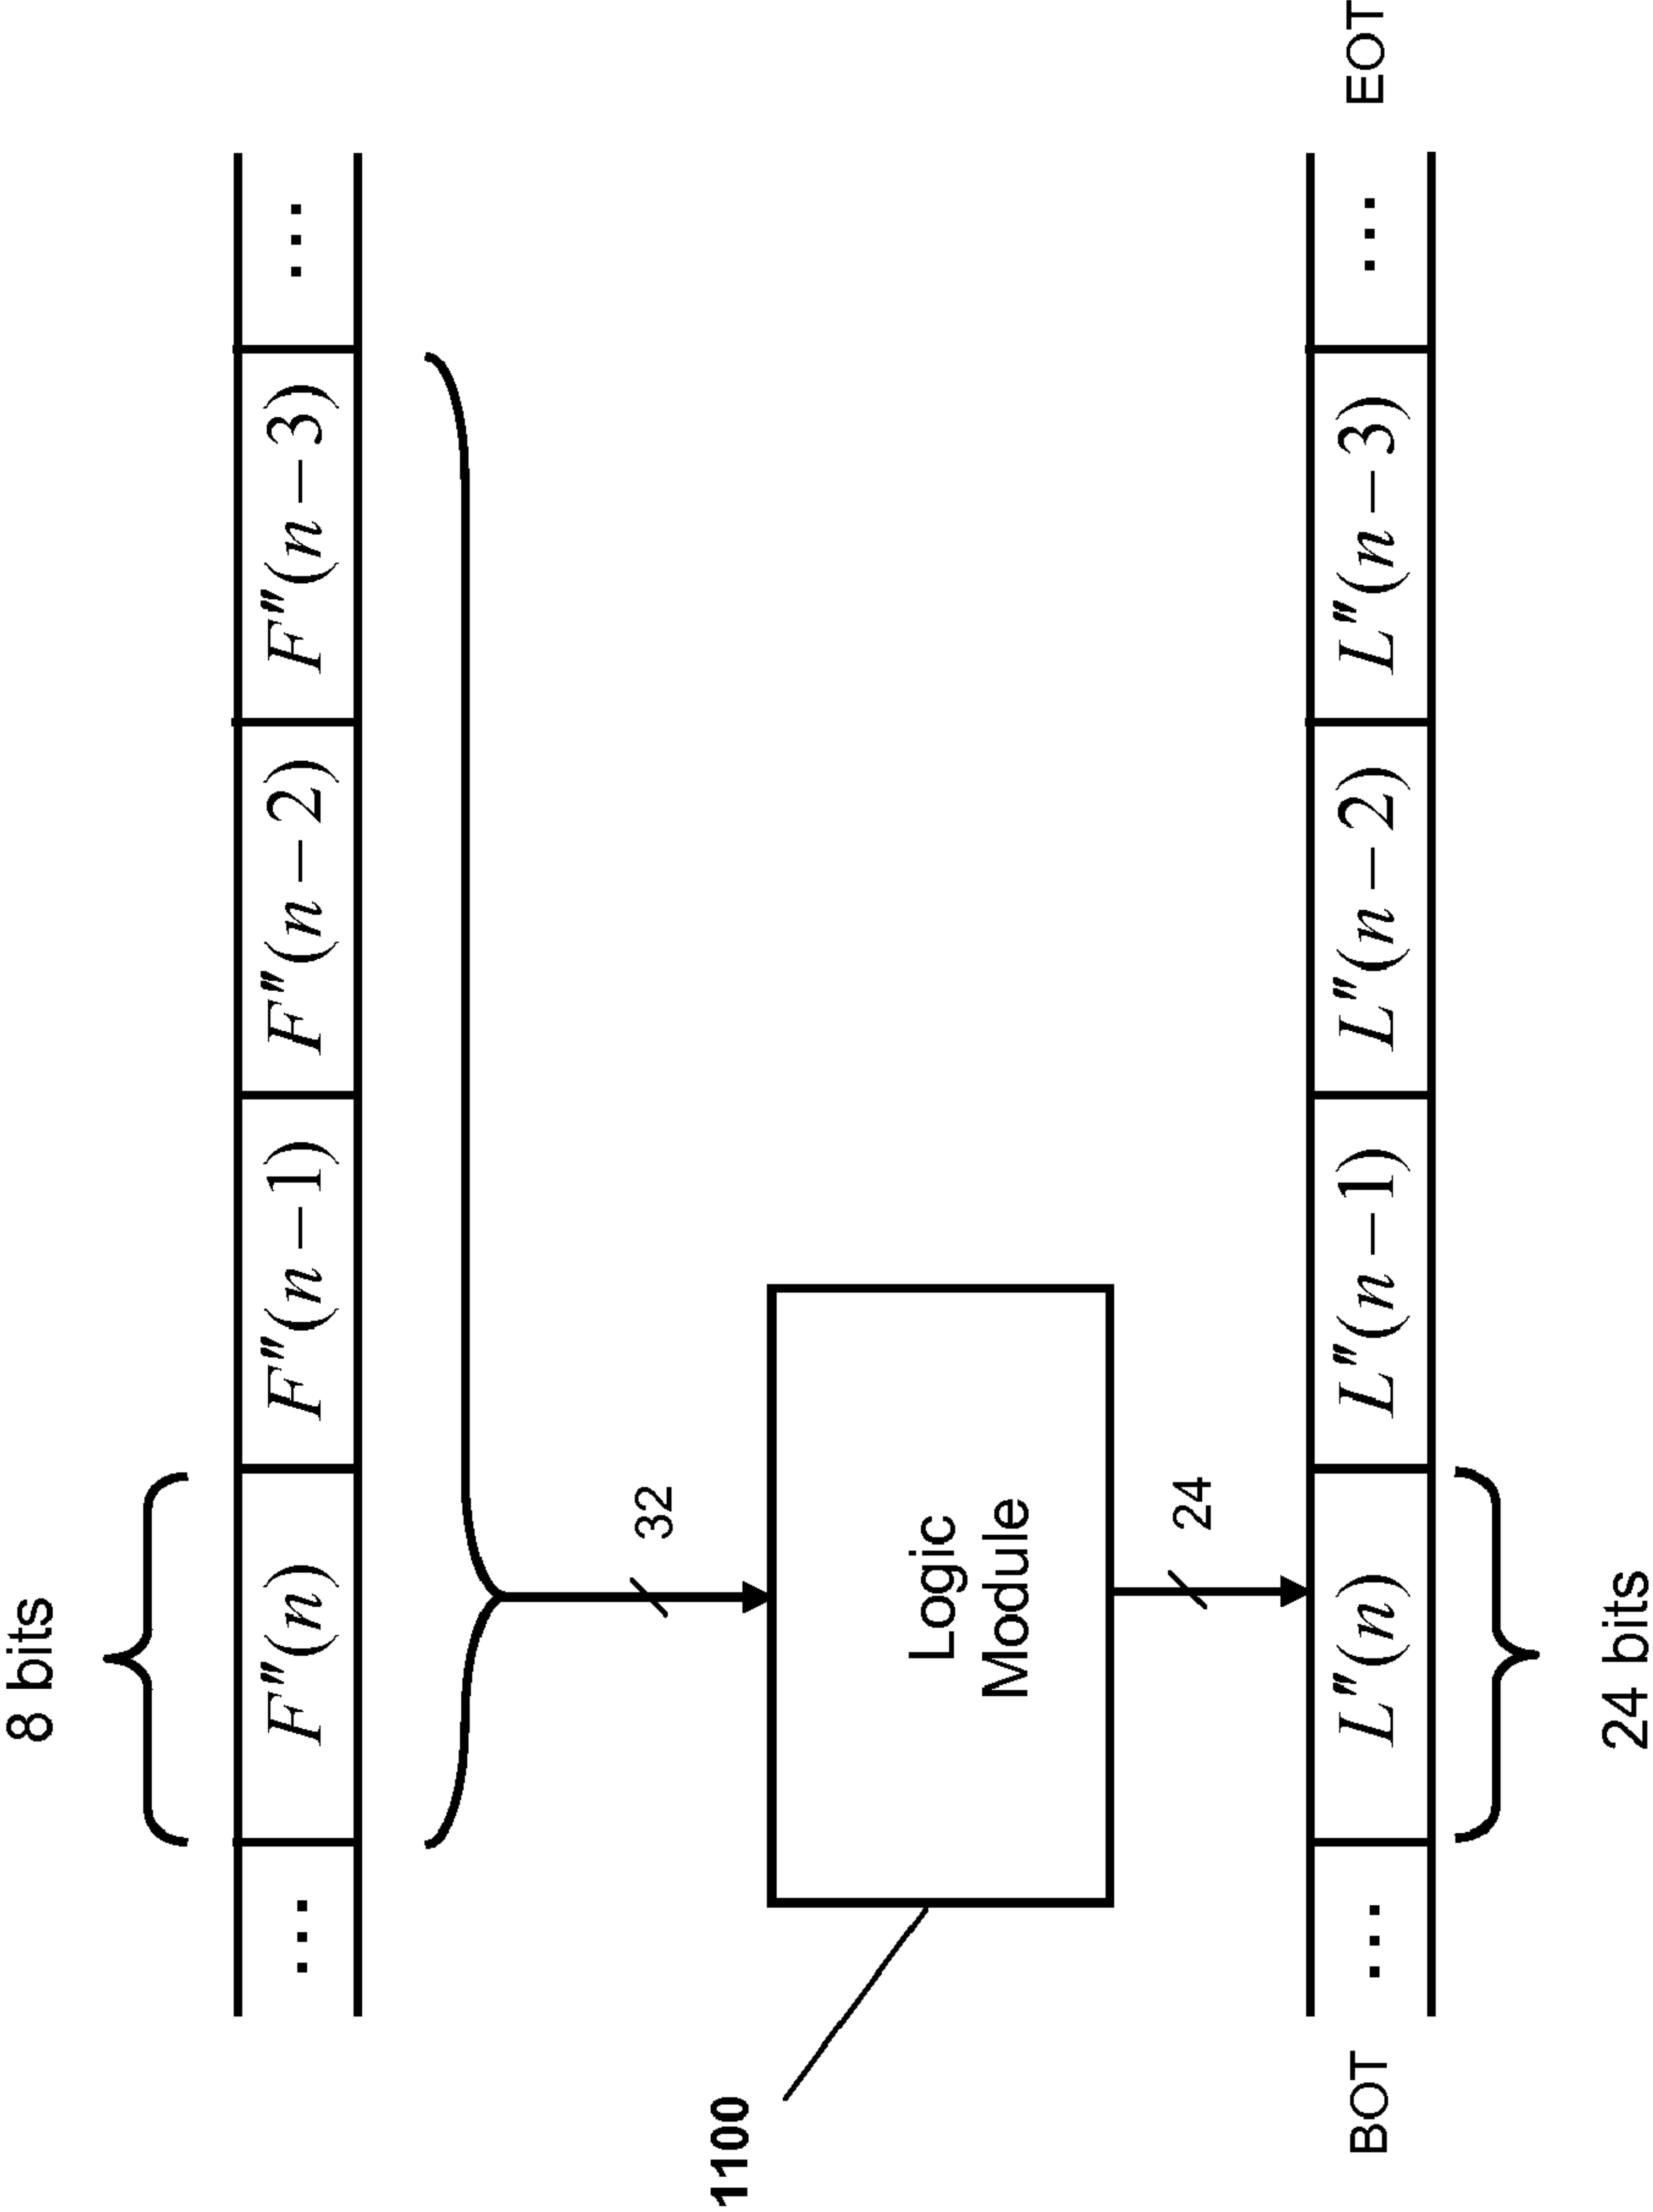 8 bits
... F″(n) F″(n−1) F″(n−2) F″(n−3) ...
32
1100
Logic
Module
24
BOT ... L″(n) L″(n−1) L″(n−2) L″(n−3) ... EOT
24 bits